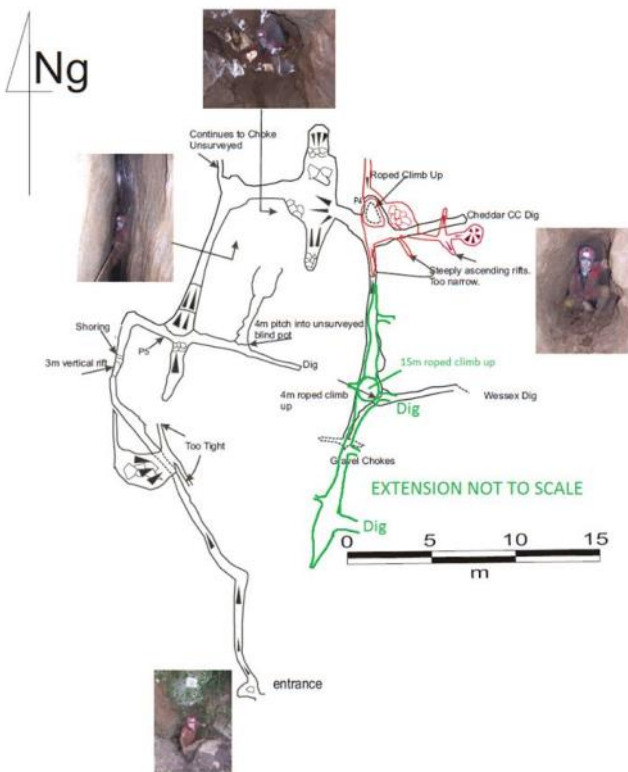 Ng
Continues to Choke
Unsurveyed
Roped Climb Up
P4
Cheddar CC Dig
Steeply ascending rifts.
Too narrow.
Shoring
3m vertical rift
P5
4m pitch into unsurveyed
blind pot
Dig
15m roped climb up
4m roped climb
up
Dig
Wessex Dig
Too Tight
Gravel Chokes
EXTENSION NOT TO SCALE
Dig
0 5 10 15
m
entrance